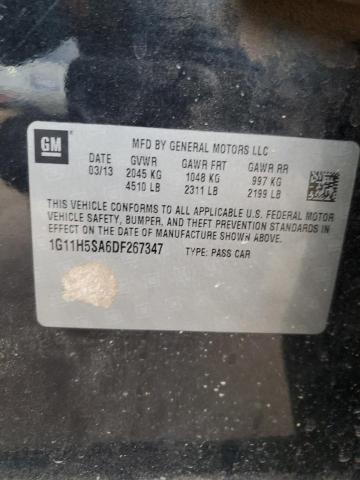 GM
MFD BY GENERAL MOTORS LLC
DATE GVWR GAWR FRT GAWR RR
03/13 2045 KG 1048 KG 997 KG
4510 LB 2311 LB 2199 LB
THIS VEHICLE CONFORMS TO ALL APPLICABLE U.S. FEDERAL MOTOR
VEHICLE SAFETY, BUMPER, AND THEFT PREVENTION STANDARDS IN
EFFECT ON THE DATE OF MANUFACTURE SHOWN ABOVE.
1G11H5SA6DF267347 TYPE: PASS CAR